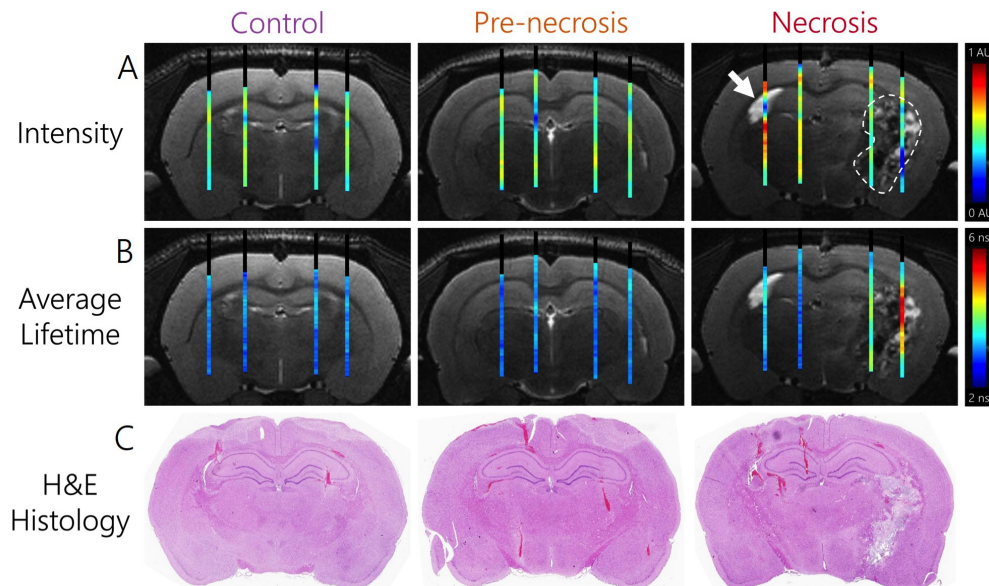 Control
Pre-necrosis
Necrosis
A
Intensity
1 AU
0 AU
B
Average
Lifetime
6 ns
2 ns
C
H&E
Histology